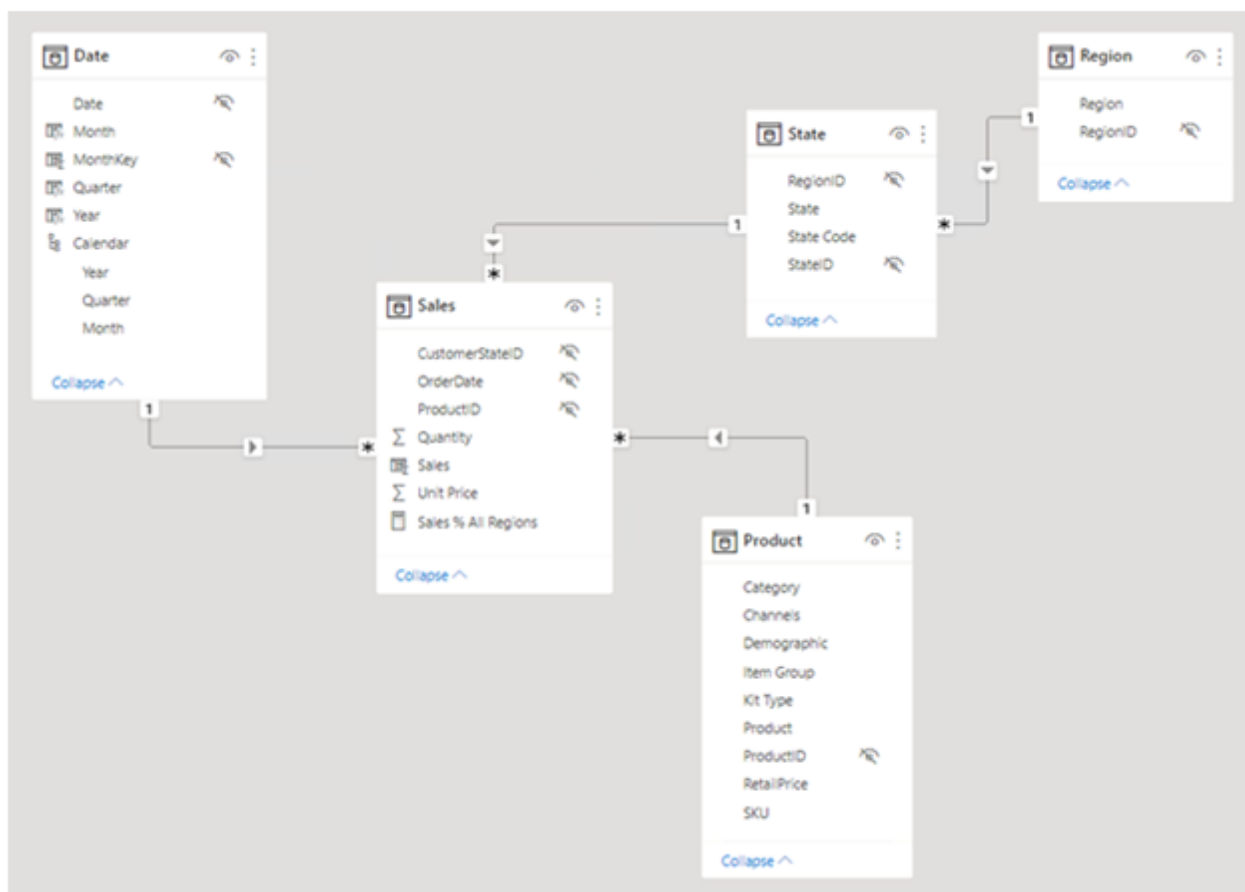 Date
Date
Month
MonthKey
Quarter
Year
Calendar
Year
Quarter
Month
Collapse
1
*
Sales
CustomerStateID
OrderDate
ProductID
Quantity
Sales
Unit Price
Sales % All Regions
Collapse
*
*
State
RegionID
State
State Code
StateID
Collapse
1
*
Region
Region
RegionID
Collapse
1
Product
Category
Channels
Demographic
Item Group
Kit Type
Product
ProductID
RetailPrice
SKU
Collapse
1